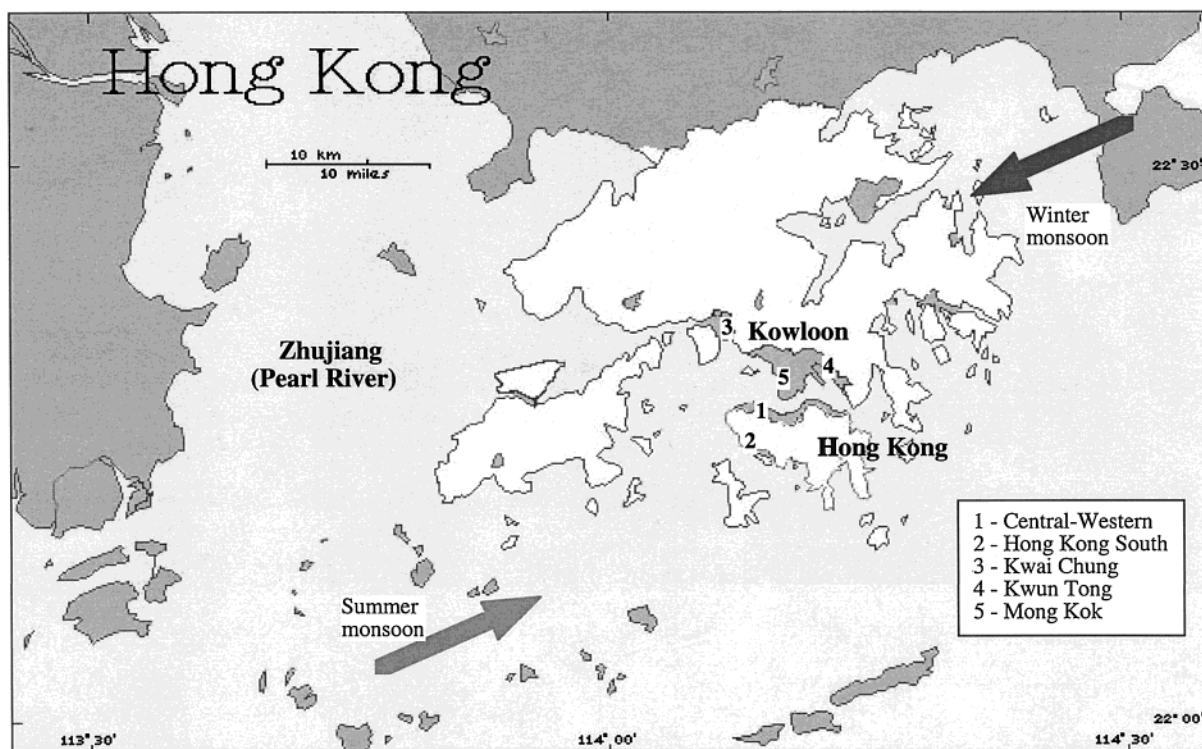 Hong Kong
10 km
10 miles
22° 30'
Winter
monsoon
3
Kowloon
Zhujiang
(Pearl River)
5
4
1
2
Hong Kong
1 - Central-Western
2 - Hong Kong South
3 - Kwai Chung
4 - Kwun Tong
5 - Mong Kok
Summer
monsoon
113°30'
114° 00'
22° 00'
114° 30'